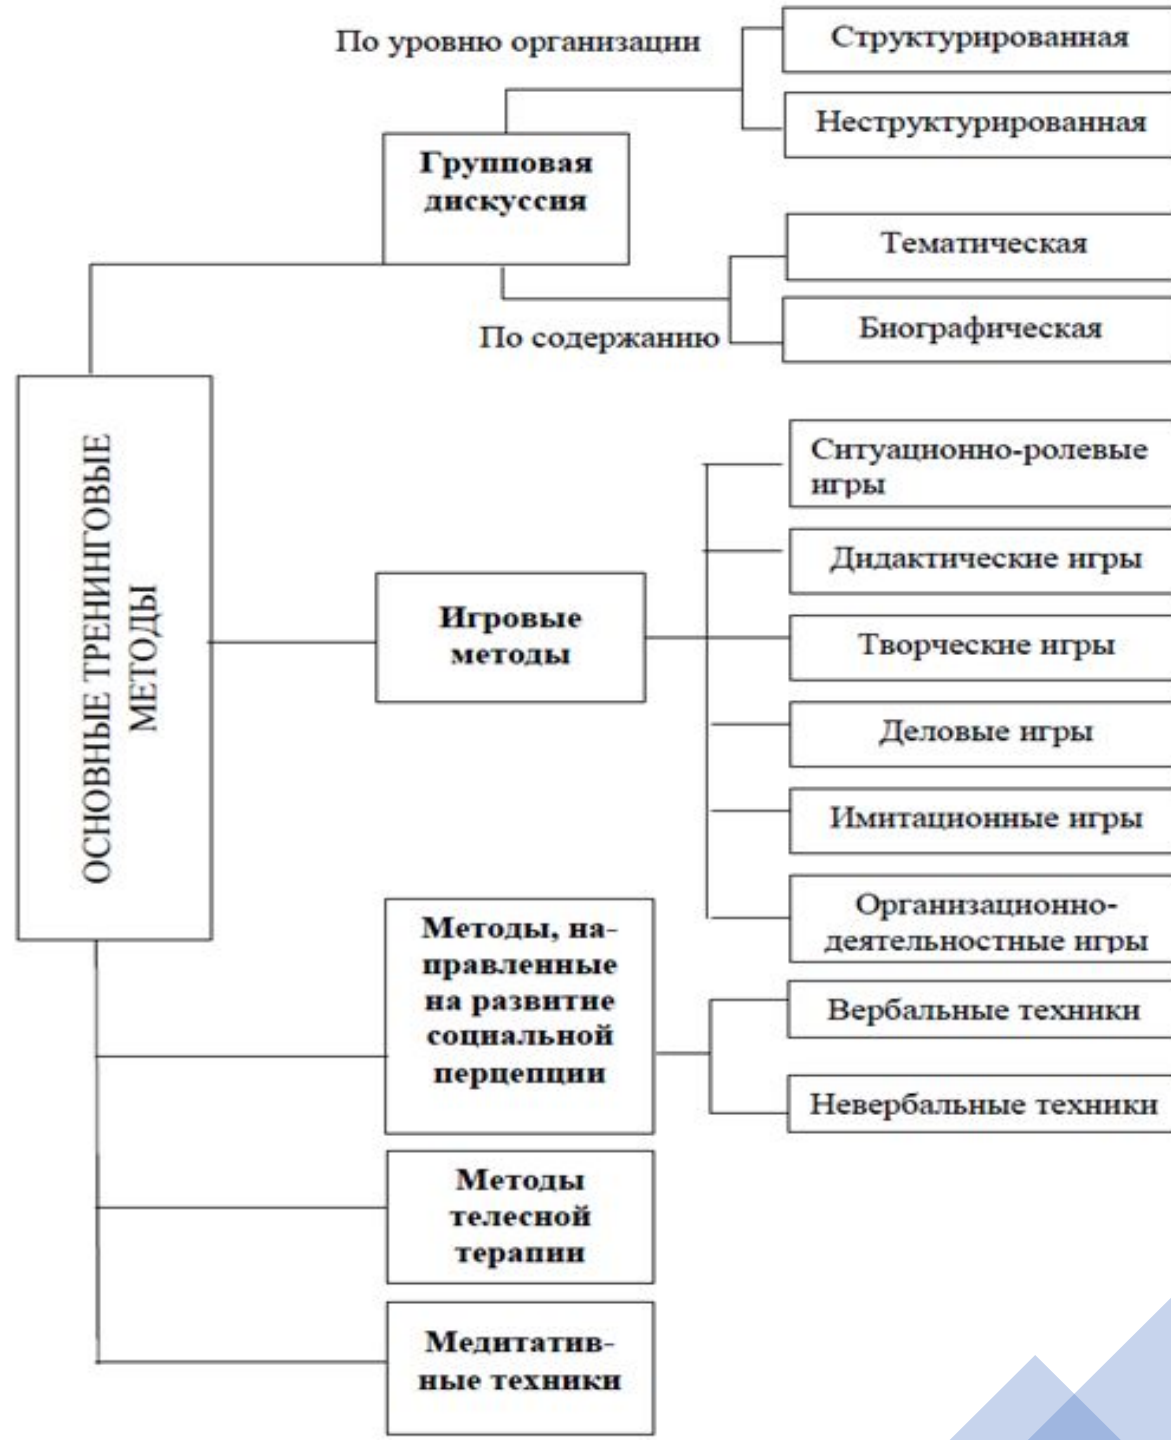 По уровню организации
Структурированная
Неструктурированная
Групповая
дискуссия
Тематическая
Биографическая
По содержанию
ОСНОВНЫЕ ТРЕНИНГОВЫЕ
МЕТОДЫ
Игровые
методы
Ситуационно-ролевые
игры
Дидактические игры
Творческие игры
Деловые игры
Имитационные игры
Организационно-
деятельностные игры
Методы, на-
правленные
на развитие
социальной
перцепции
Вербальные техники
Невербальные техники
Методы
телесной
терапии
Медитатив-
ные техники